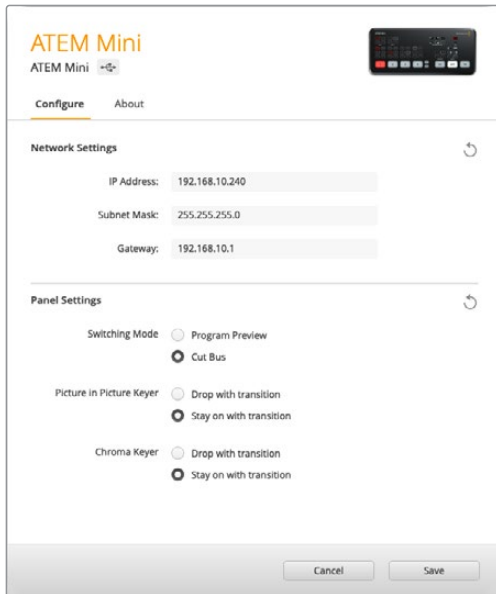 ATEM Mini
ATEM Mini
Configure About
Network Settings
IP Address: 192.168.10.240
Subnet Mask: 255.255.255.0
Gateway: 192.168.10.1
Panel Settings
Switching Mode Program Preview
Cut Bus
Picture in Picture Keyer Drop with transition
Stay on with transition
Chroma Keyer Drop with transition
Stay on with transition
Cancel Save